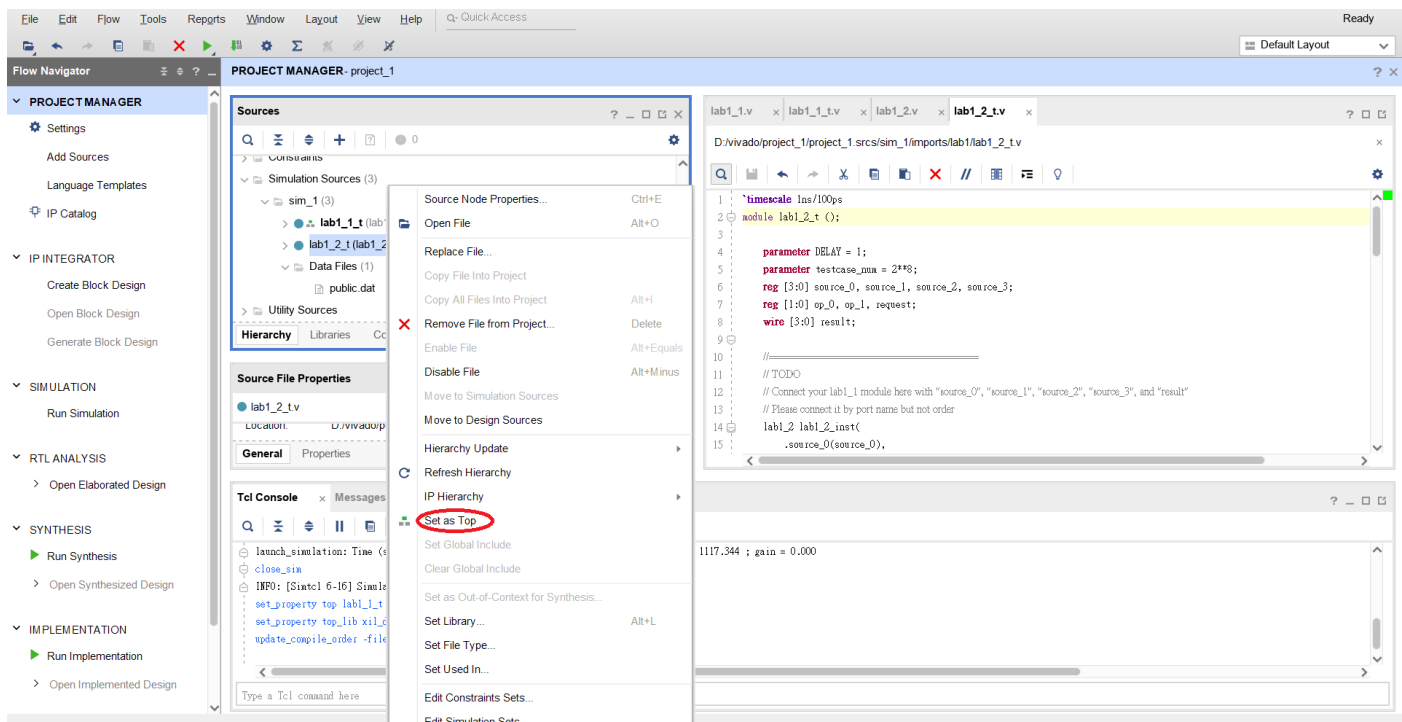 File Edit Flow Tools Reports Window Layout View Help Q- Quick Access Ready
Default Layout
Flow Navigator
PROJECT MANAGER
Settings
Add Sources
Language Templates
IP Catalog
IP INTEGRATOR
Create Block Design
Open Block Design
Generate Block Design
SIMULATION
Run Simulation
RTL ANALYSIS
Open Elaborated Design
SYNTHESIS
Run Synthesis
Open Synthesized Design
IMPLEMENTATION
Run Implementation
Open Implemented Design
PROJECT MANAGER - project_1
Sources
0
Constraints
Simulation Sources (3)
sim_1 (3)
lab1_1_t (lab1
lab1_2_t (lab1_2
Data Files (1)
public.dat
Utility Sources
Hierarchy Libraries Co
Source File Properties
lab1_2_t.v
Location: D:/vivado/p
General Properties
Source Node Properties... Ctrl+E
Open File Alt+O
Replace File...
Copy File Into Project
Copy All Files Into Project Alt+I
Remove File from Project... Delete
Enable File Alt+Equals
Disable File Alt+Minus
Move to Simulation Sources
Move to Design Sources
Hierarchy Update
Refresh Hierarchy
IP Hierarchy
Set as Top
Set Global Include
Clear Global Include
Set as Out-of-Context for Synthesis...
Set Library... Alt+L
Set File Type...
Set Used In...
Edit Constraints Sets...
Edit Simulation Sets...
lab1_1.v lab1_1_t.v lab1_2.v lab1_2_t.v
D:/vivado/project_1/project_1.srcs/sim_1/imports/lab1/lab1_2_t.v
1 `timescale 1ns/100ps
2 module lab1_2_t ();
3
4 parameter DELAY = 1;
5 parameter testcase_num = 2**8;
6 reg [3:0] source_0, source_1, source_2, source_3;
7 reg [1:0] op_0, op_1, request;
8 wire [3:0] result;
9
10 //
11 // TODO
12 // Connect your lab1_1 module here with "source_0", "source_1", "source_2", "source_3", and "result"
13 // Please connect it by port name but not order
14 lab1_2 lab1_2_inst(
15 .source_0(source_0),
Tcl Console Messages
launch_simulation: Time (s 1117.344 ; gain = 0.000
close_sim
INFO: [Simtcl 6-16] Simula
set_property top lab1_1_t
set_property top_lib xil_d
update_compile_order -file
Type a Tcl command here